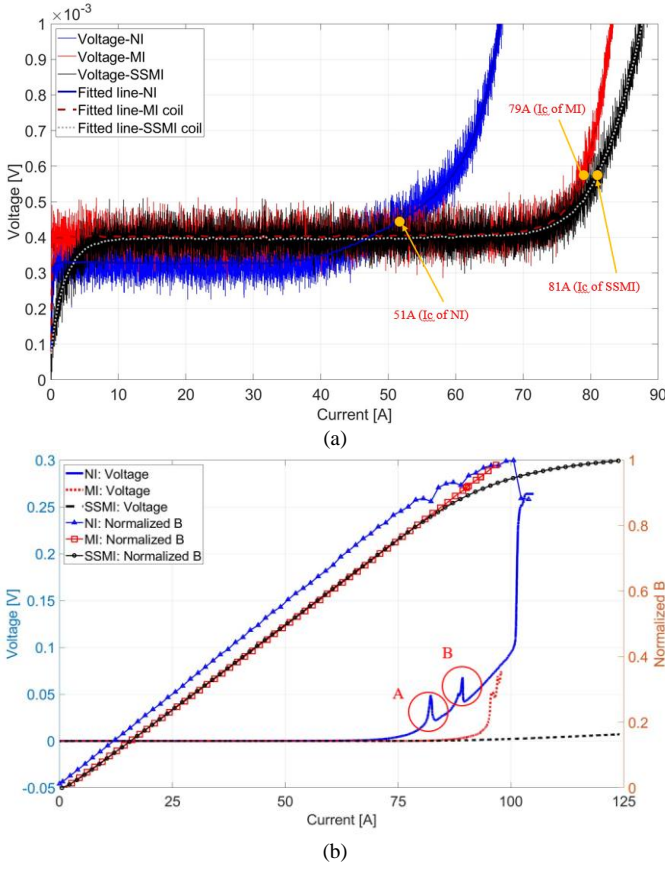 ×10⁻³
1
0.9
0.8
0.7
0.6
0.5
0.4
0.3
0.2
0.1
0
Voltage [V]
Voltage-NI
Voltage-MI
Voltage-SSMI
Fitted line-NI
Fitted line-MI coil
Fitted line-SSMI coil
79A (Ic of MI)
51A (Ic of NI)
81A (Ic of SSMI)
0 10 20 30 40 50 60 70 80 90
Current [A]
(a)
0.3
0.25
0.2
0.15
0.1
0.05
0
-0.05
Voltage [V]
NI: Voltage
MI: Voltage
SSMI: Voltage
NI: Normalized B
MI: Normalized B
SSMI: Normalized B
A
B
1
0.8
0.6
0.4
0.2
0
Normalized B
0 25 50 75 100 125
Current [A]
(b)